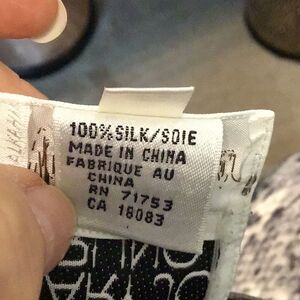 100% SILK/SOIE
MADE IN CHINA
FABRIQUE AU
CHINA
RN 71753
CA 18083